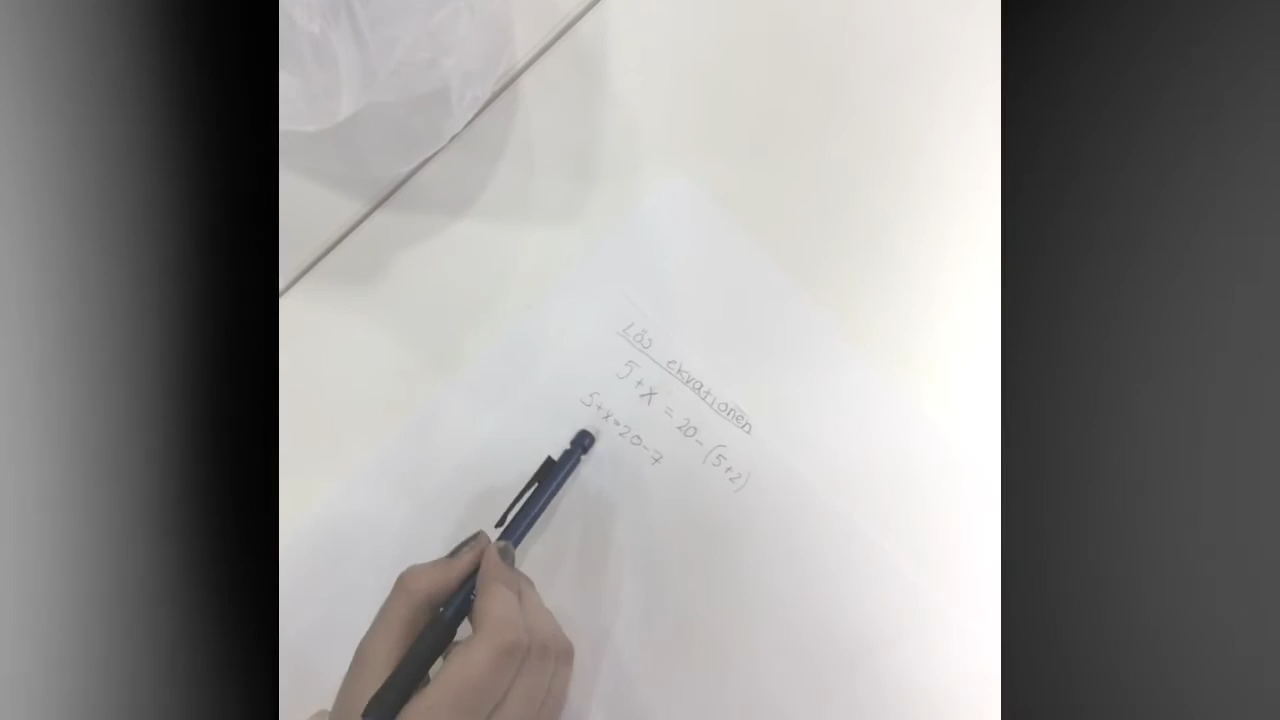 Lös ekvationen
5+x = 20-(5+2)
5+x=20-7